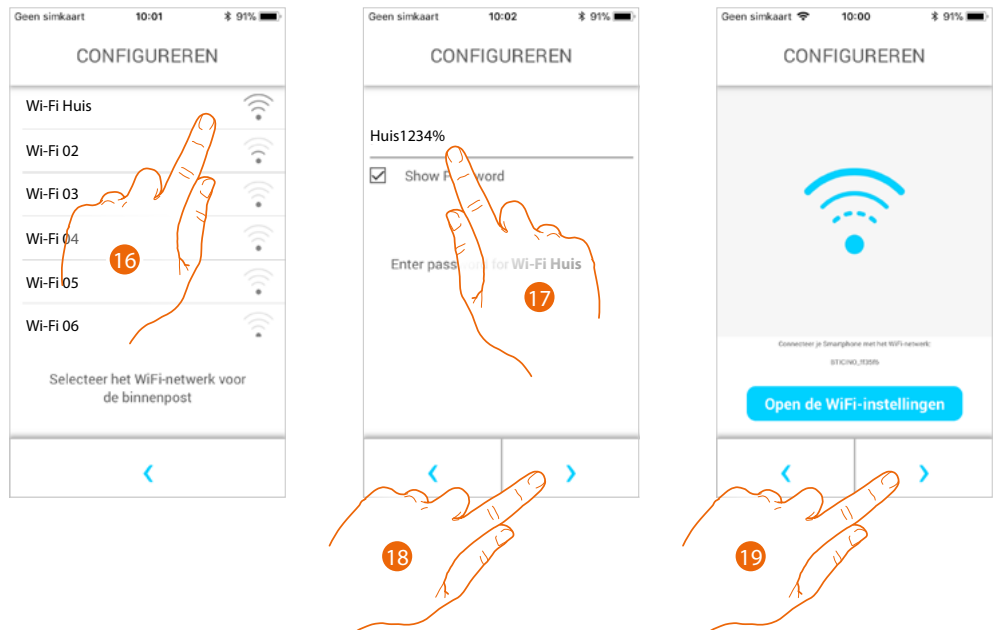 Geen simkaart 10:01 91%
CONFIGUREREN
Wi-Fi Huis
Wi-Fi 02
Wi-Fi 03
Wi-Fi 04
Wi-Fi 05
Wi-Fi 06
16
Selecteer het WiFi-netwerk voor
de binnenpost
Geen simkaart 10:02 91%
CONFIGUREREN
Huis1234%
Show Password
Enter password for Wi-Fi Huis
17
18
Geen simkaart 10:00 91%
CONFIGUREREN
Connecteer je Smartphone met het WiFi-netwerk:
Open de WiFi-instellingen
19